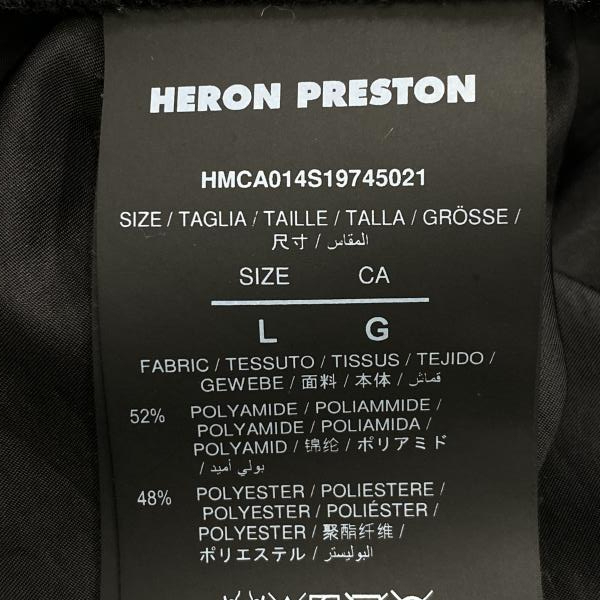 HERON PRESTON
HMCA014S19745021
SIZE / TAGLIA / TAILLE / TALLA / GRÖSSE /
尺寸 / المقاس
SIZE CA
L G
FABRIC / TESSUTO / TISSUS / TEJIDO /
GEWEBE / 面料 / 本体 / قماش
52% POLYAMIDE / POLIAMMIDE /
POLYAMIDE / POLIAMIDA /
POLYAMID / 锦纶 / ポリアミド
/ بولي أميد
48% POLYESTER / POLIESTERE /
POLYESTER / POLIÉSTER /
POLYESTER / 聚酯纤维 /
ポリエステル / البوليستر